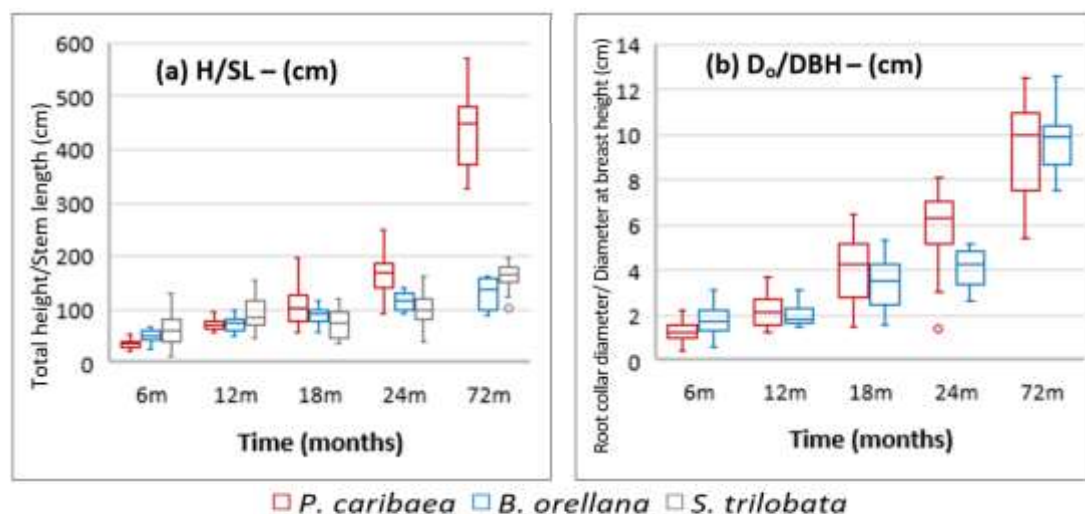 (a) H/SL – (cm)
Total height/Stem length (cm)
600
500
400
300
200
100
0
6m 12m 18m 24m 72m
Time (months)
(b) Dₒ/DBH – (cm)
Root collar diameter/ Diameter at breast height (cm)
14
12
10
8
6
4
2
0
6m 12m 18m 24m 72m
Time (months)
P. caribaea B. orellana S. trilobata